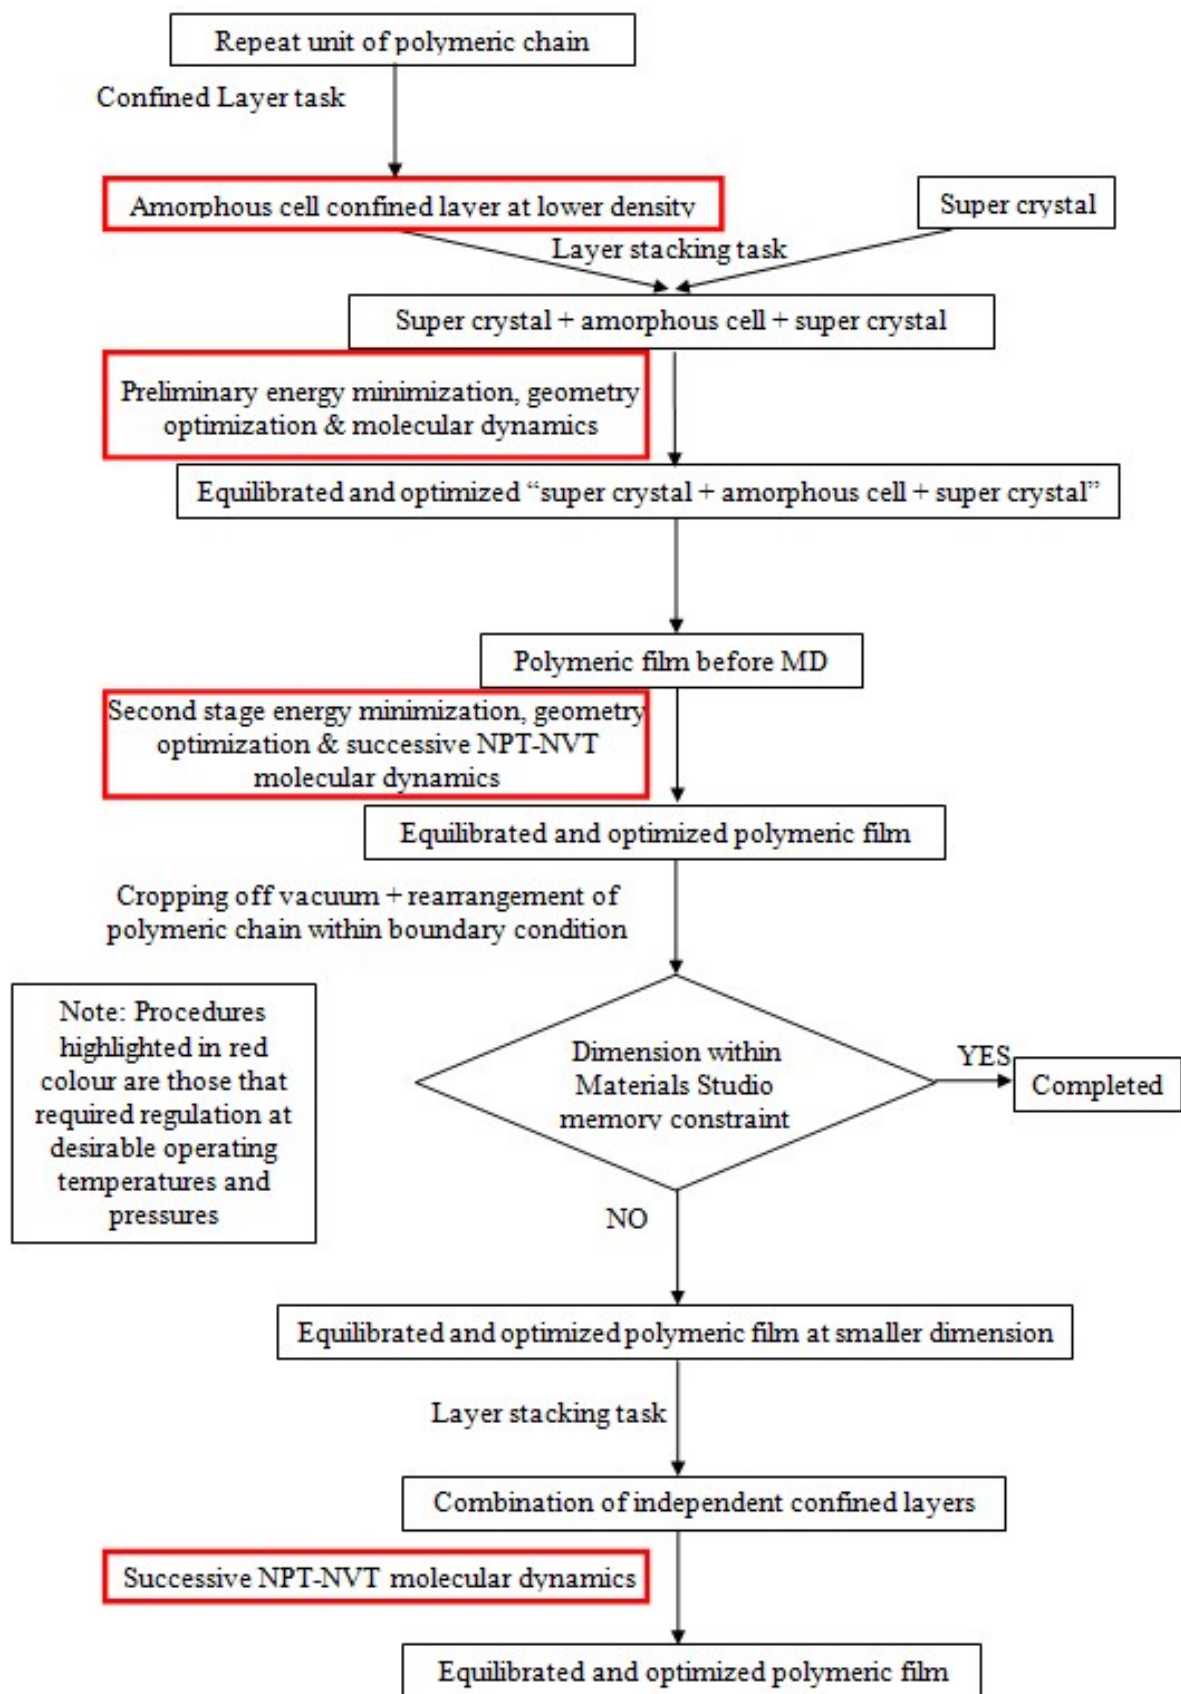 Repeat unit of polymeric chain
Confined Layer task
Amorphous cell confined layer at lower density
Super crystal
Layer stacking task
Super crystal + amorphous cell + super crystal
Preliminary energy minimization, geometry
optimization & molecular dynamics
Equilibrated and optimized “super crystal + amorphous cell + super crystal”
Polymeric film before MD
Second stage energy minimization, geometry
optimization & successive NPT-NVT
molecular dynamics
Equilibrated and optimized polymeric film
Cropping off vacuum + rearrangement of
polymeric chain within boundary condition
Note: Procedures
highlighted in red
colour are those that
required regulation at
desirable operating
temperatures and
pressures
Dimension within
Materials Studio
memory constraint
YES
Completed
NO
Equilibrated and optimized polymeric film at smaller dimension
Layer stacking task
Combination of independent confined layers
Successive NPT-NVT molecular dynamics
Equilibrated and optimized polymeric film